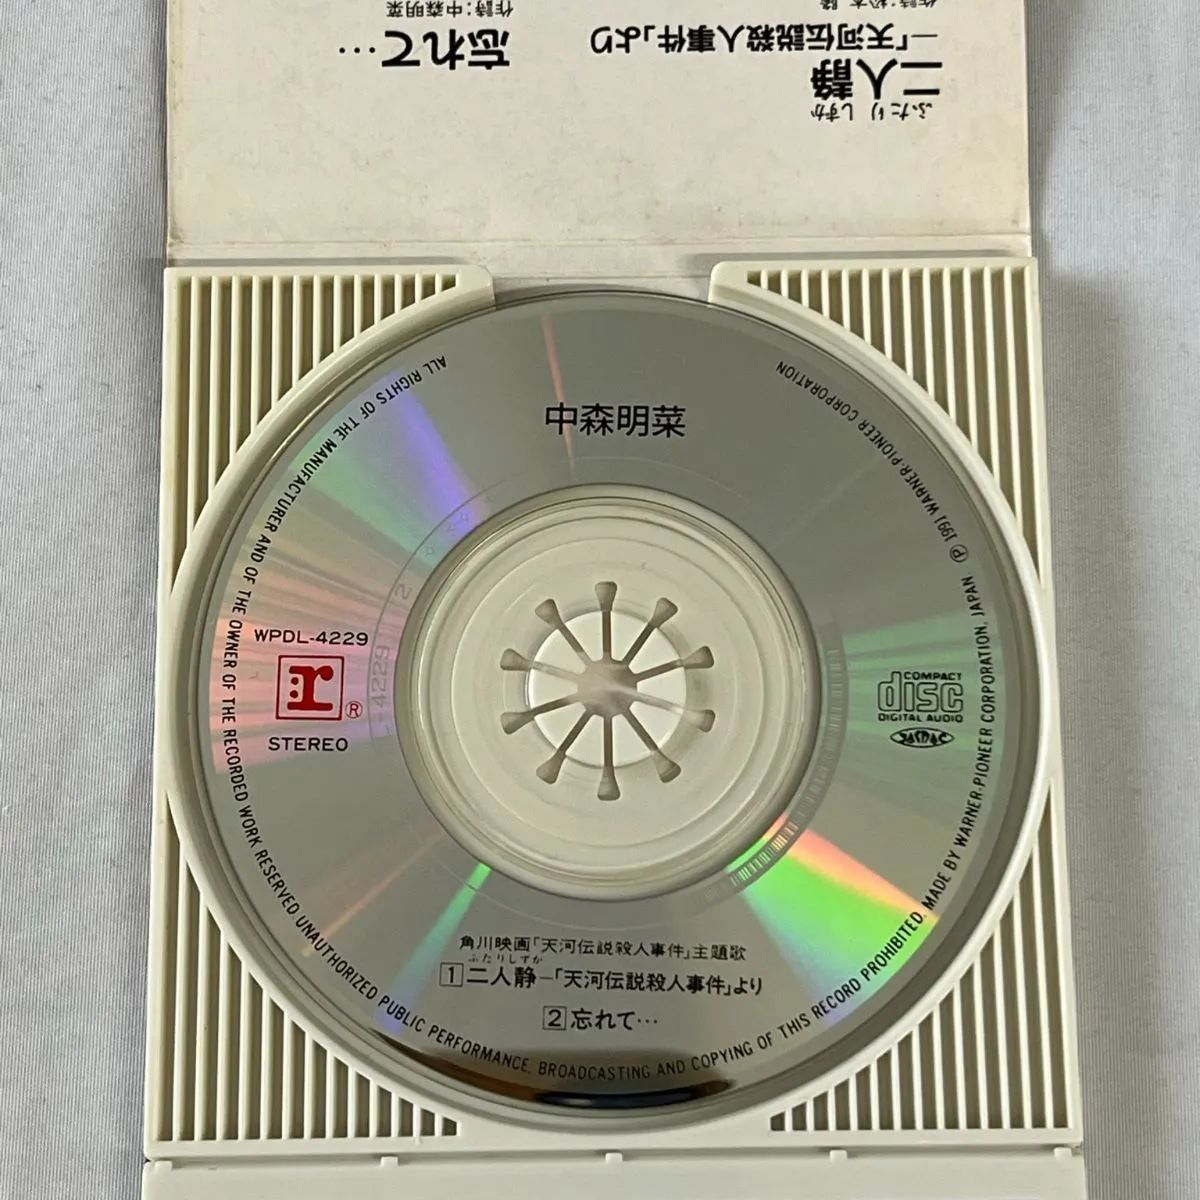 ふたりしずか
二人静
―「天河伝説殺人事件」より
忘れて…
作詩：中森明菜
中森明菜
WPDL-4229
r ®
STEREO
COMPACT
disc
DIGITAL AUDIO
JASRAC
角川映画「天河伝説殺人事件」主題歌
ふたりしずか
1 二人静―「天河伝説殺人事件」より
2 忘れて…
ALL RIGHTS OF THE MANUFACTURER AND OF THE OWNER OF THE RECORDED WORK RESERVED. UNAUTHORIZED PUBLIC PERFORMANCE, BROADCASTING AND COPYING OF THIS RECORD PROHIBITED. MADE BY WARNER-PIONEER CORPORATION, JAPAN. ℗ 1991 WARNER-PIONEER CORPORATION